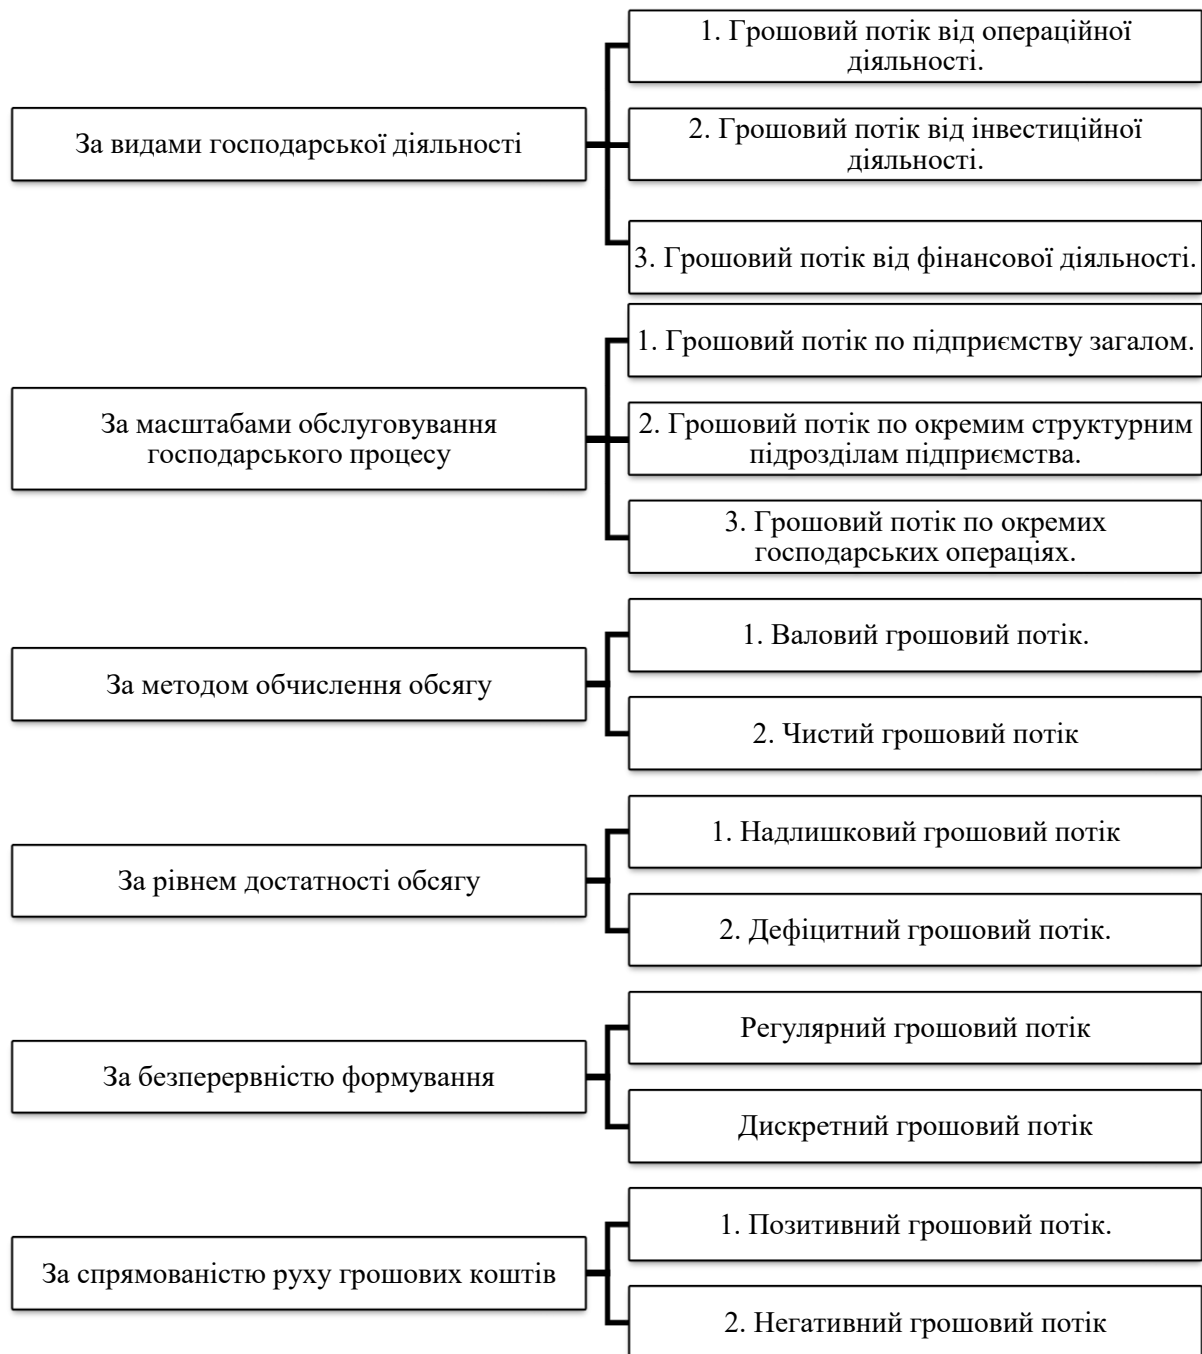 За видами господарської діяльності
1. Грошовий потік від операційної
діяльності.
2. Грошовий потік від інвестиційної
діяльності.
3. Грошовий потік від фінансової діяльності.
За масштабами обслуговування
господарського процесу
1. Грошовий потік по підприємству загалом.
2. Грошовий потік по окремим структурним
підрозділам підприємства.
3. Грошовий потік по окремих
господарських операціях.
За методом обчислення обсягу
1. Валовий грошовий потік.
2. Чистий грошовий потік
За рівнем достатності обсягу
1. Надлишковий грошовий потік
2. Дефіцитний грошовий потік.
За безперервністю формування
Регулярний грошовий потік
Дискретний грошовий потік
За спрямованістю руху грошових коштів
1. Позитивний грошовий потік.
2. Негативний грошовий потік